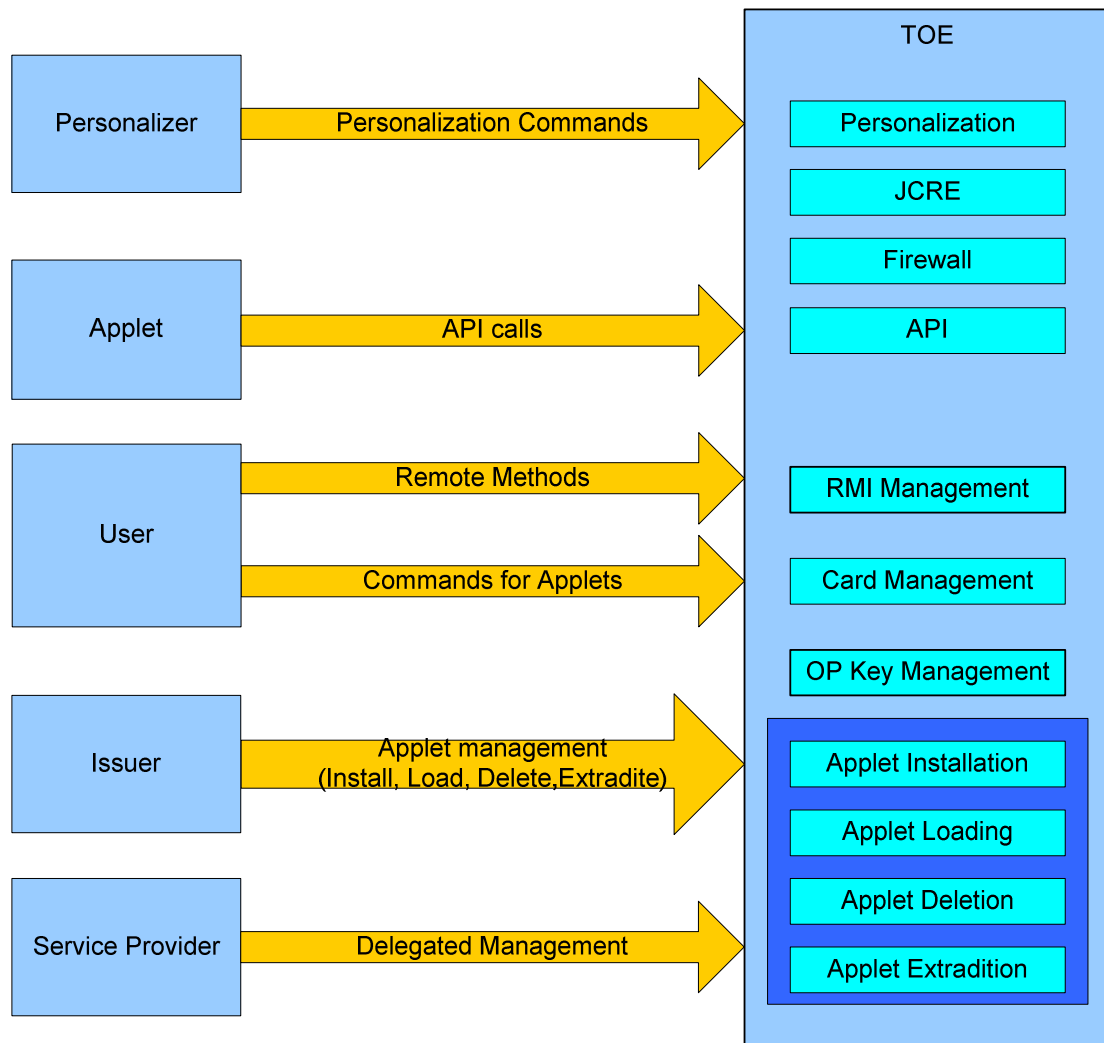 TOE
Personalizer
Personalization Commands
Personalization
JCRE
Firewall
Applet
API calls
API
User
Remote Methods
RMI Management
Commands for Applets
Card Management
OP Key Management
Issuer
Applet management
(Install, Load, Delete,Extradite)
Applet Installation
Applet Loading
Applet Deletion
Service Provider
Delegated Management
Applet Extradition